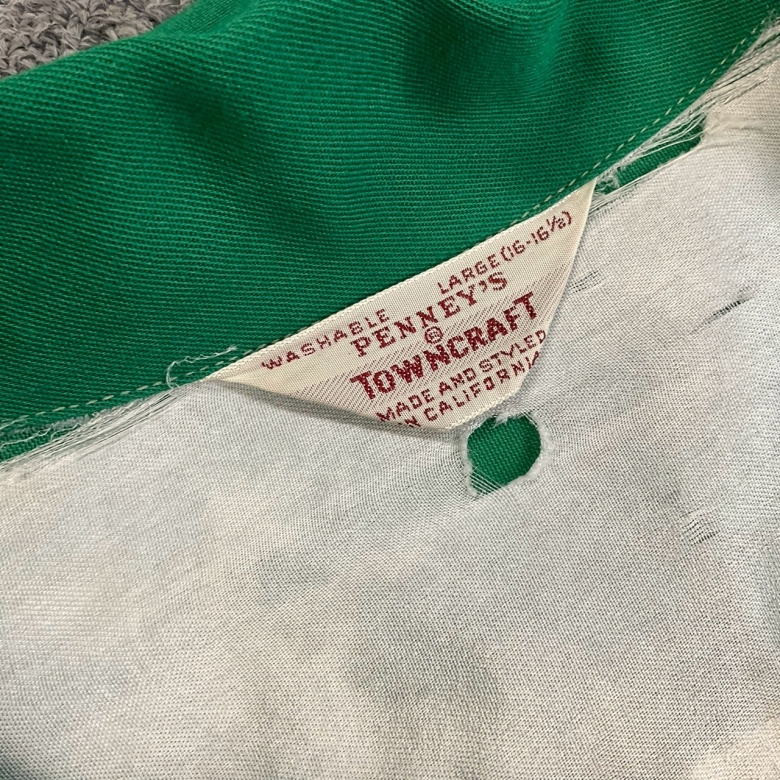 WASHABLE LARGE (16-16½)
PENNEY'S
TOWNCRAFT
MADE AND STYLED
IN CALIFORNIA